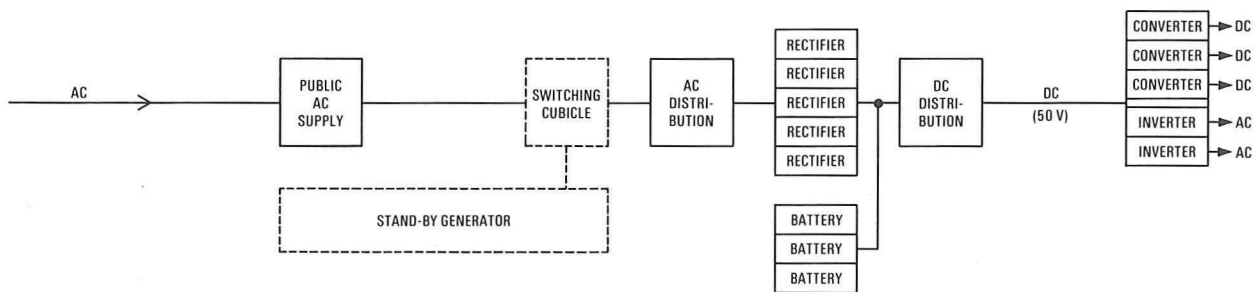 AC
PUBLIC
AC
SUPPLY
SWITCHING
CUBICLE
STAND-BY GENERATOR
AC
DISTRI-
BUTION
RECTIFIER
RECTIFIER
RECTIFIER
RECTIFIER
RECTIFIER
BATTERY
BATTERY
BATTERY
DC
DISTRI-
BUTION
DC
(50 V)
CONVERTER DC
CONVERTER DC
CONVERTER DC
INVERTER AC
INVERTER AC